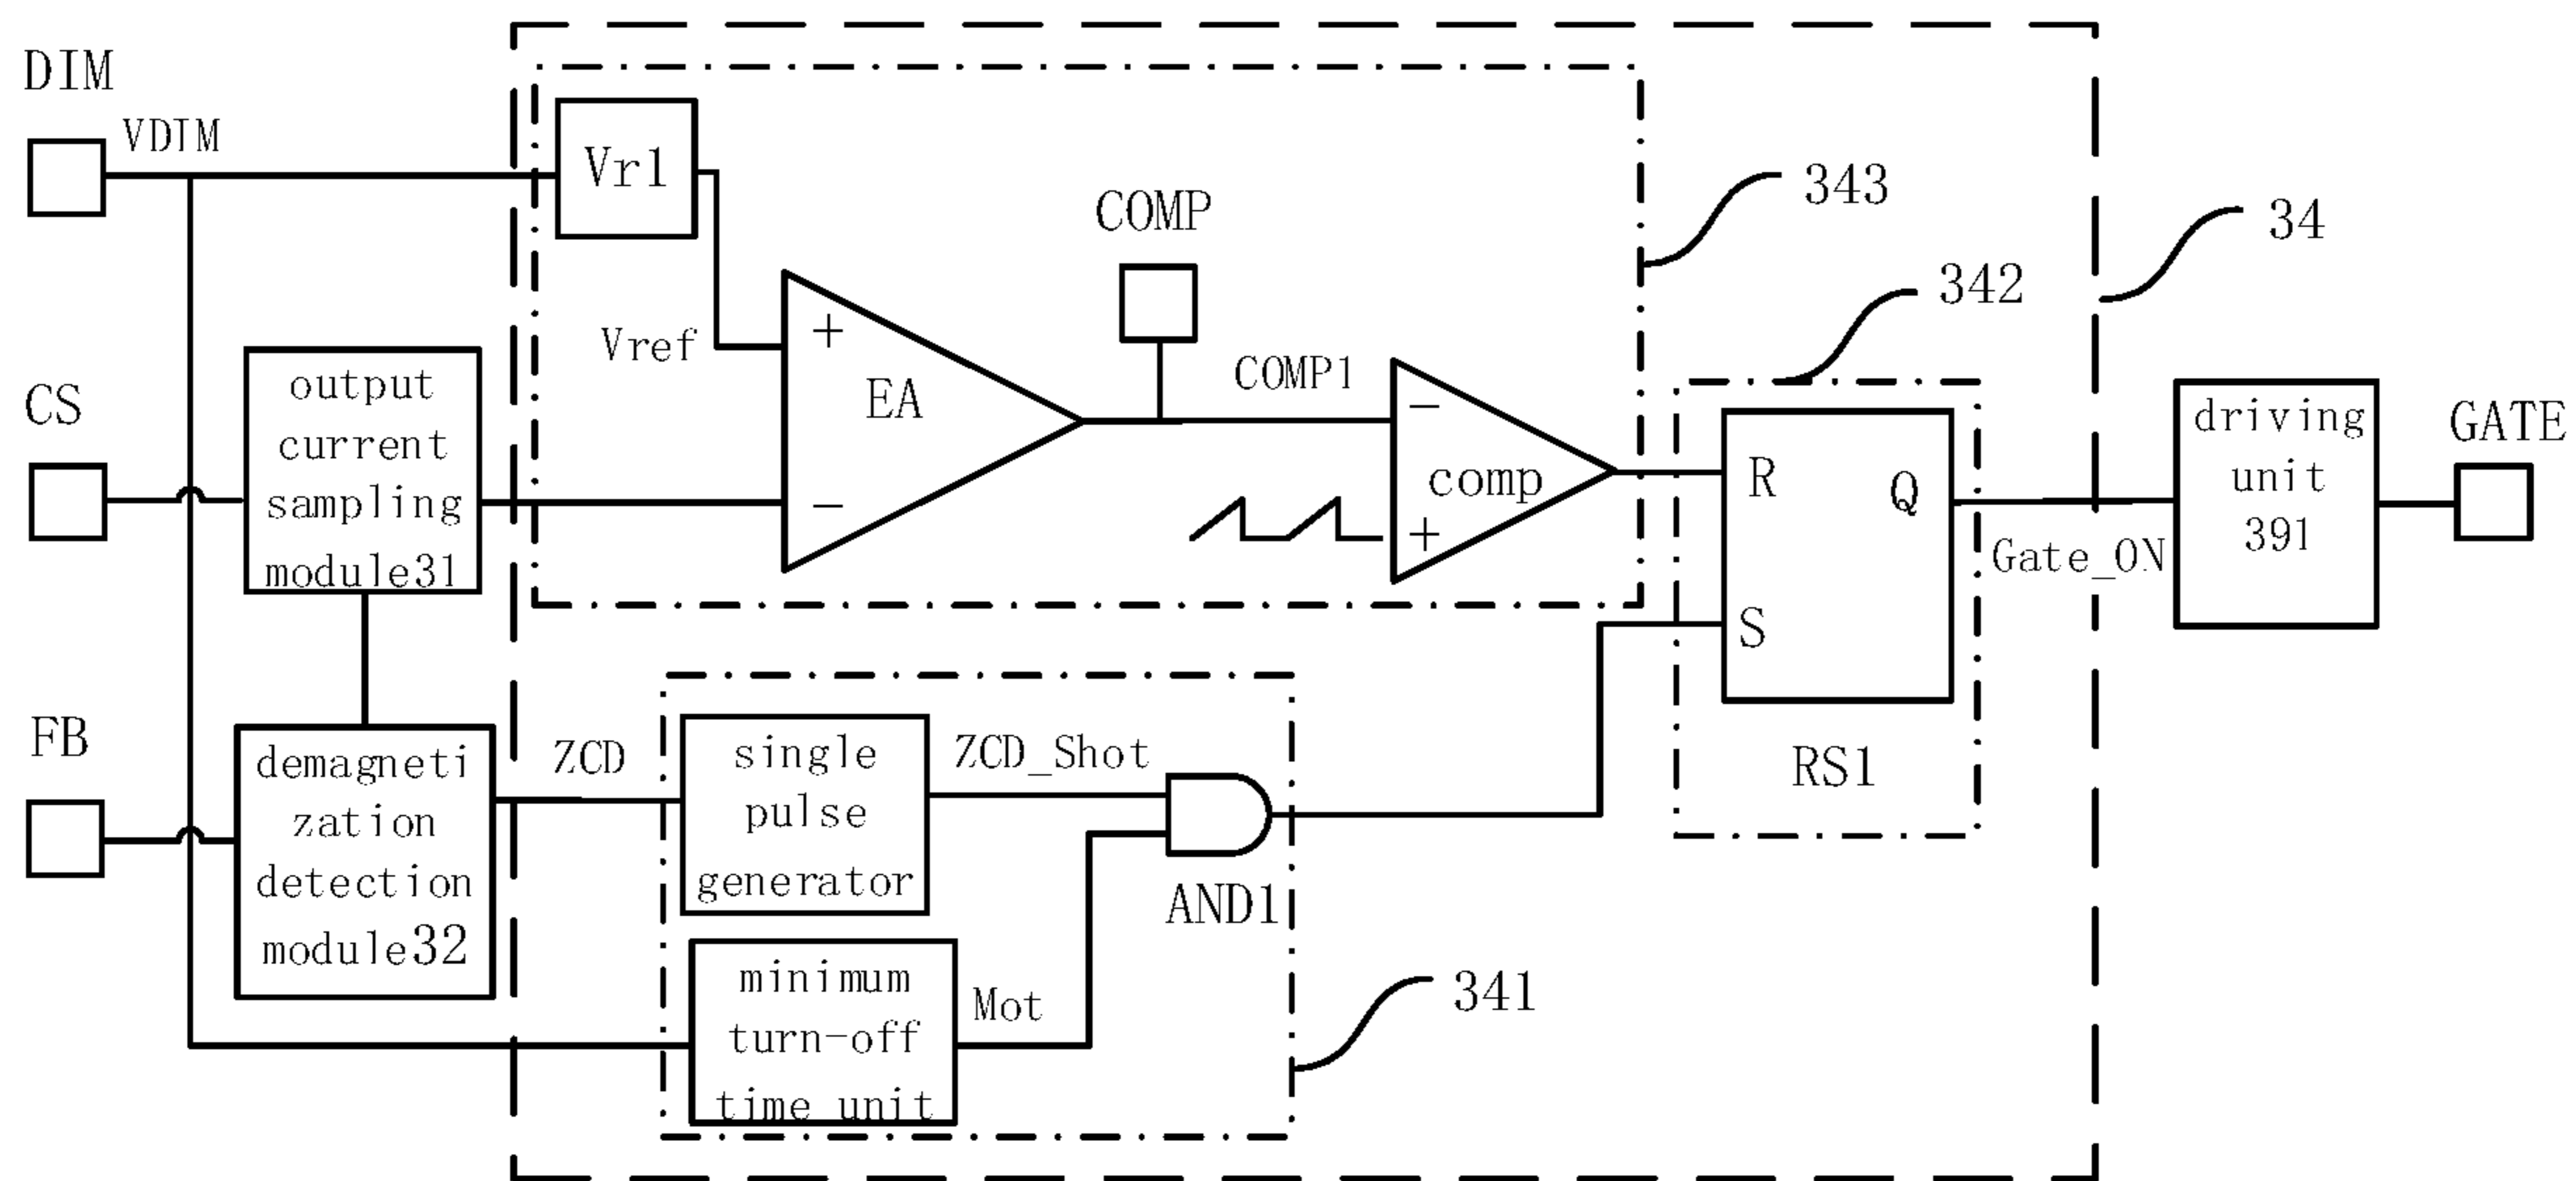 DIM
VDIM
Vr1
343
34
COMP
342
Vref
+
EA
−
COMP1
−
comp
+
output
current
sampling
module31
CS
R
Q
S
RS1
Gate_ON
driving
unit
391
GATE
FB
demagneti
zation
detection
module32
ZCD
single
pulse
generator
ZCD_Shot
AND1
minimum
turn-off
time unit
Mot
341